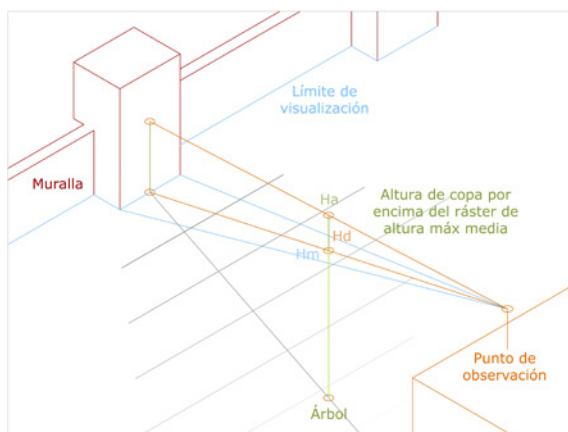 Límite de
visualización
Muralla
Altura de copa por
encima del ráster de
altura máx media
Ha
Hd
Hm
Punto de
observación
Árbol